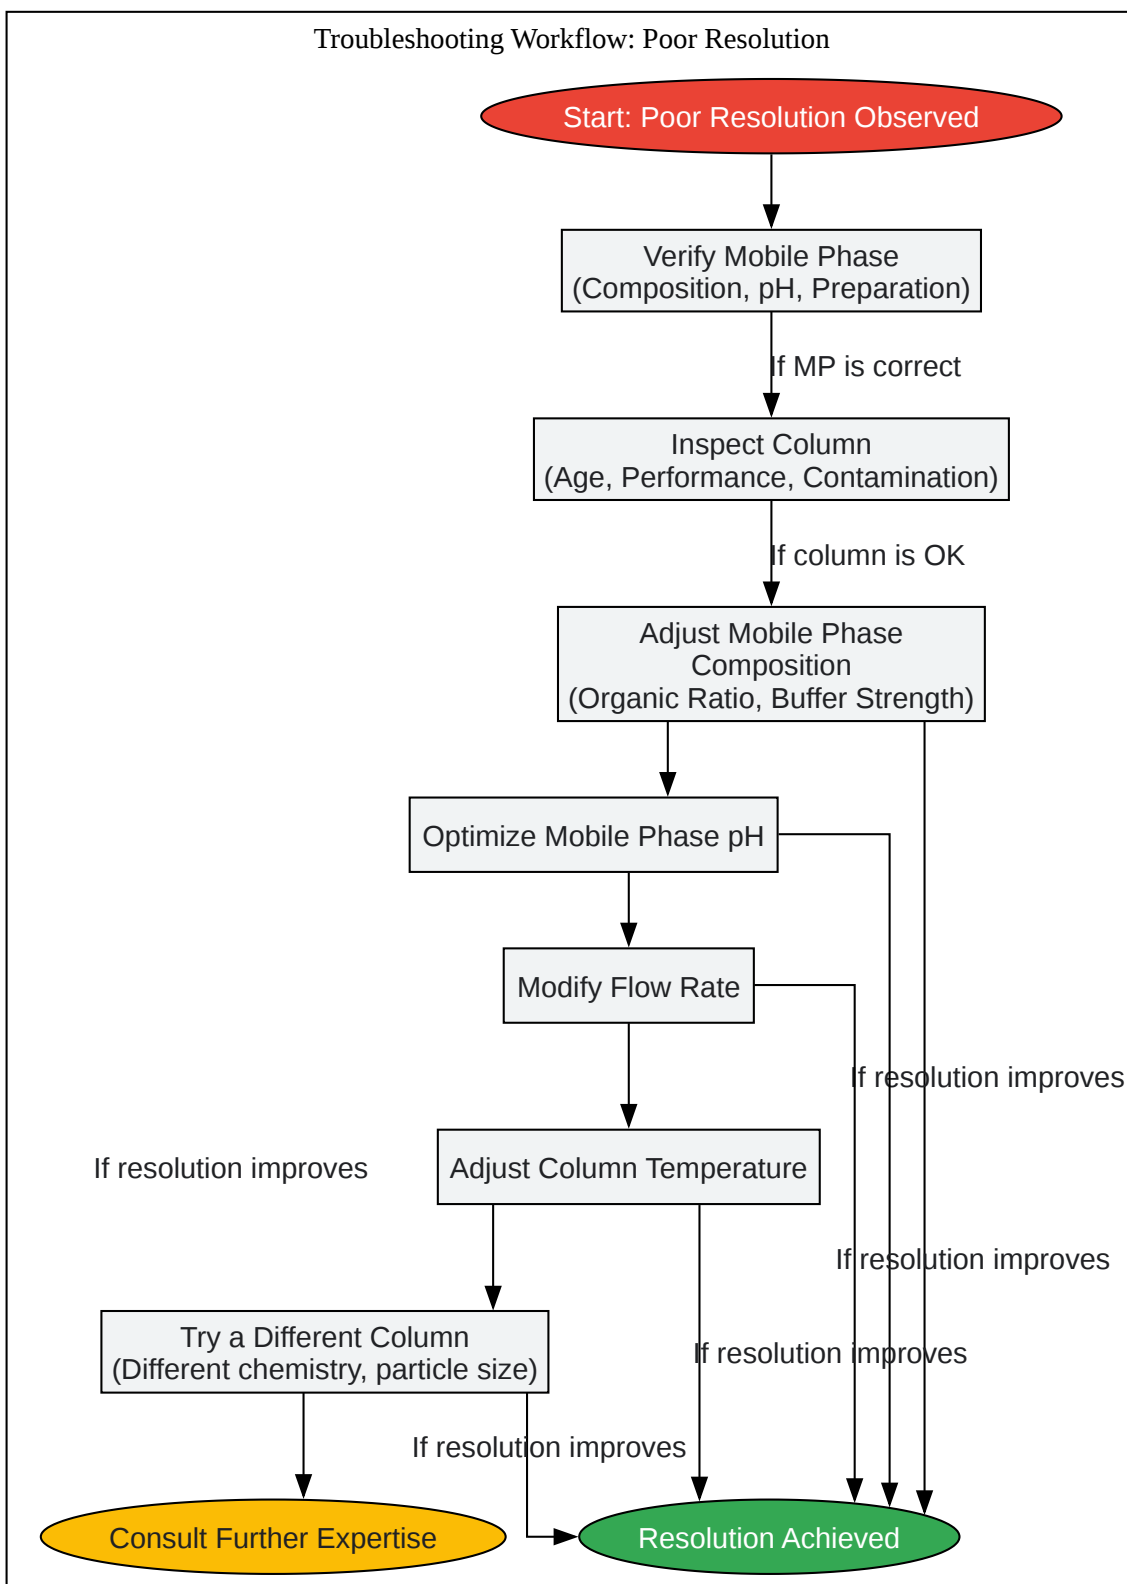 Troubleshooting Workflow: Poor Resolution
Start: Poor Resolution Observed
Verify Mobile Phase
(Composition, pH, Preparation)
If MP is correct
Inspect Column
(Age, Performance, Contamination)
If column is OK
Adjust Mobile Phase
Composition
(Organic Ratio, Buffer Strength)
Optimize Mobile Phase pH
Modify Flow Rate
If resolution improves
Adjust Column Temperature
If resolution improves
If resolution improves
Try a Different Column
(Different chemistry, particle size)
If resolution improves
If resolution improves
Consult Further Expertise
Resolution Achieved